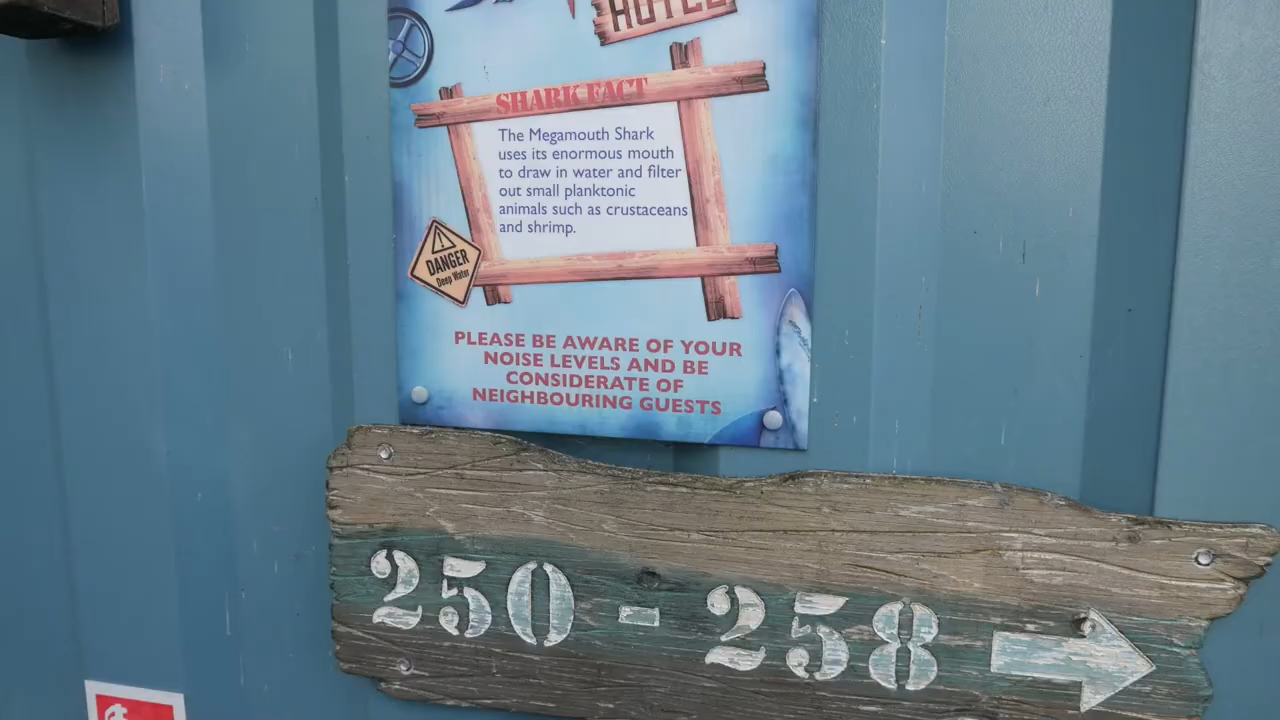 HOTEL
SHARK FACT
The Megamouth Shark
uses its enormous mouth
to draw in water and filter
out small planktonic
animals such as crustaceans
and shrimp.
DANGER
Deep Water
PLEASE BE AWARE OF YOUR
NOISE LEVELS AND BE
CONSIDERATE OF
NEIGHBOURING GUESTS
250 - 258